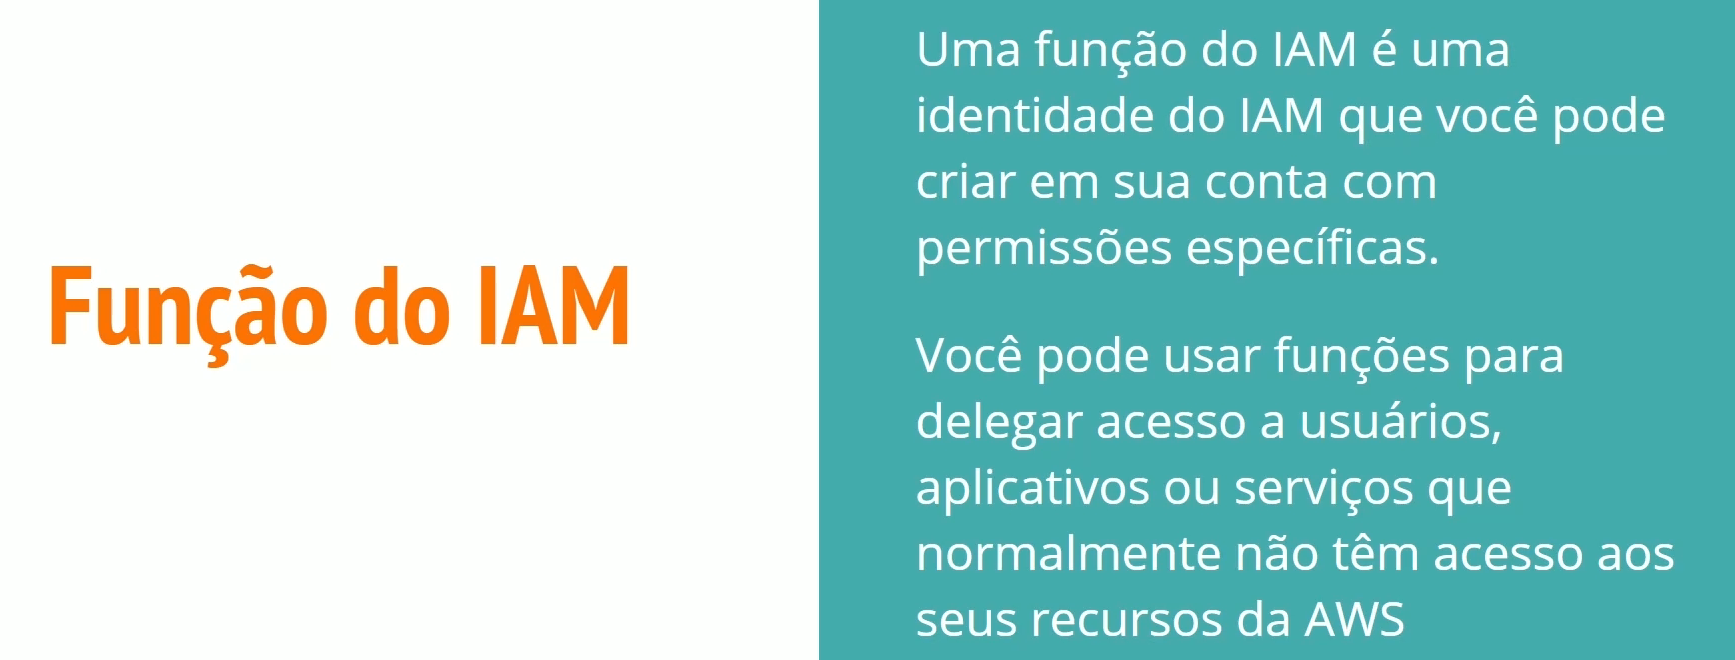 Função do IAM
Uma função do IAM é uma
identidade do IAM que você pode
criar em sua conta com
permissões específicas.
Você pode usar funções para
delegar acesso a usuários,
aplicativos ou serviços que
normalmente não têm acesso aos
seus recursos da AWS